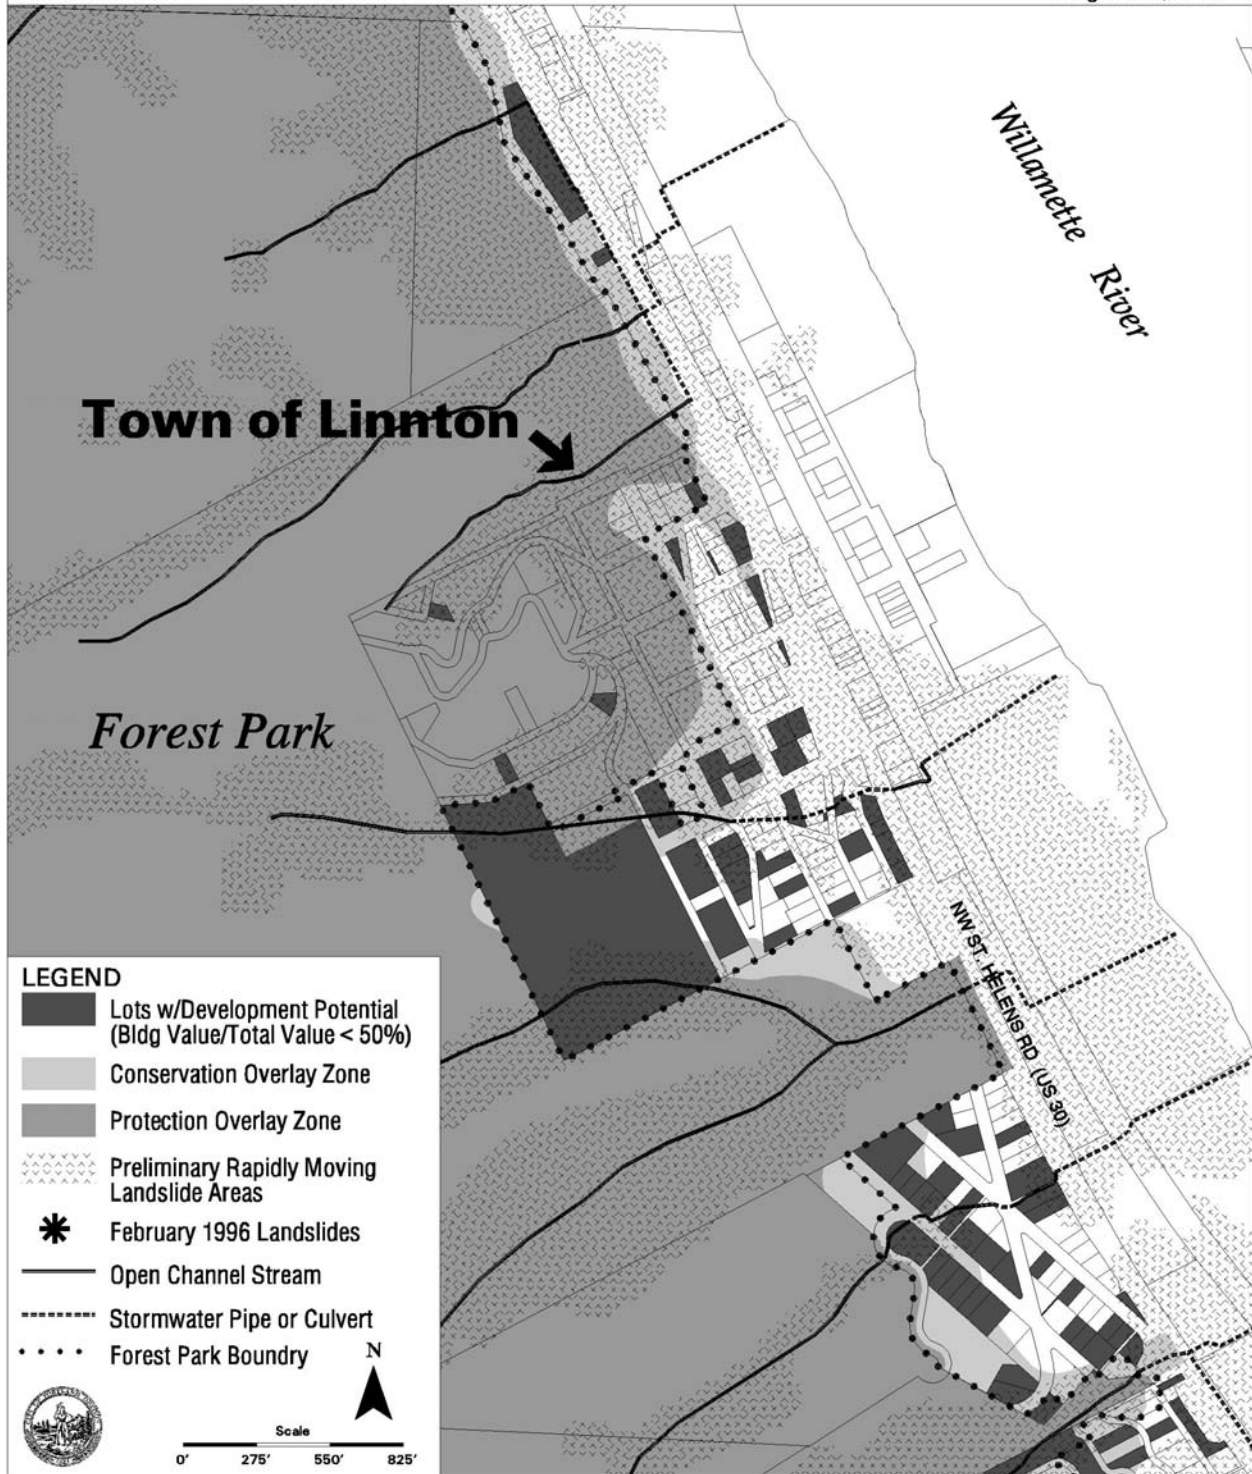 Willamette River
Town of Linnton
Forest Park
NW ST. HELENS RD (US 30)
LEGEND
Lots w/Development Potential
(Bldg Value/Total Value < 50%)
Conservation Overlay Zone
Protection Overlay Zone
Preliminary Rapidly Moving
Landslide Areas
February 1996 Landslides
Open Channel Stream
Stormwater Pipe or Culvert
Forest Park Boundry
N
Scale
0' 275' 550' 825'